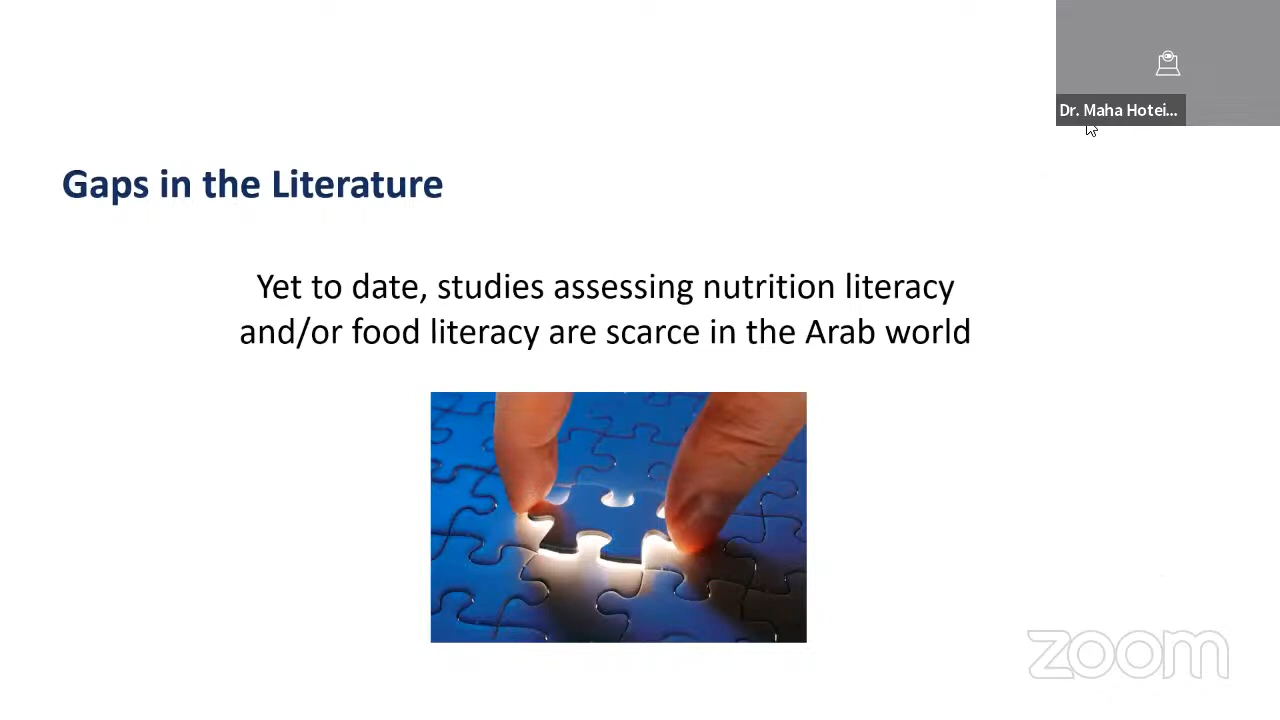 Dr. Maha Hotei...
Gaps in the Literature
Yet to date, studies assessing nutrition literacy
and/or food literacy are scarce in the Arab world
zoom